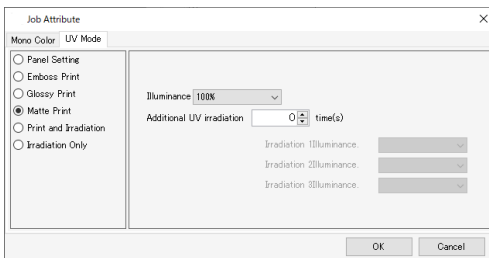 Job Attribute
Mono Color UV Mode
Panel Setting
Emboss Print
Glossy Print
Matte Print
Print and Irradiation
Irradiation Only
Illuminance 100%
Additional UV irradiation 0 time(s)
Irradiation 1Illuminance.
Irradiation 2Illuminance.
Irradiation 3Illuminance.
OK Cancel